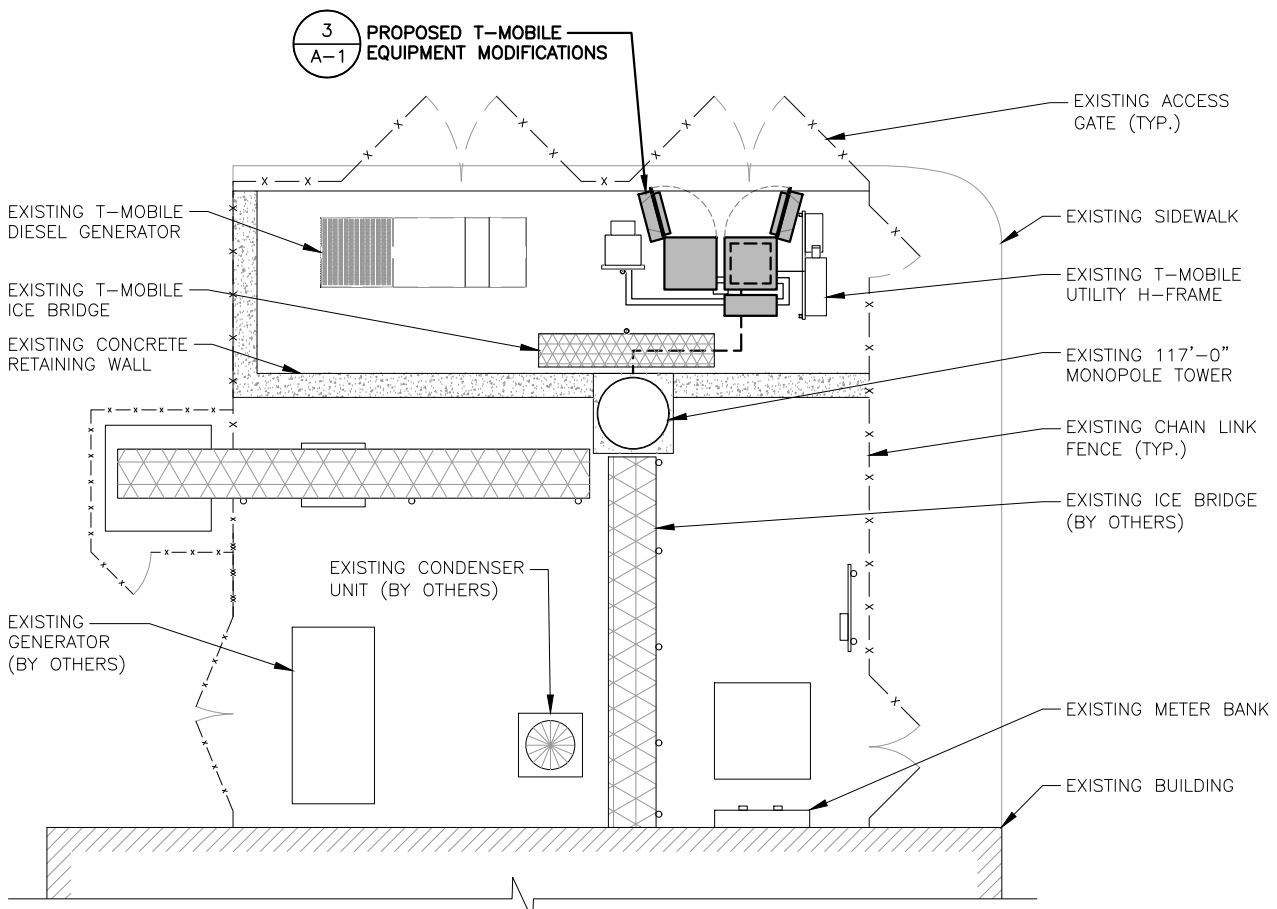 3
A-1
PROPOSED T-MOBILE
EQUIPMENT MODIFICATIONS
EXISTING ACCESS
GATE (TYP.)
EXISTING T-MOBILE
DIESEL GENERATOR
EXISTING SIDEWALK
EXISTING T-MOBILE
UTILITY H-FRAME
EXISTING T-MOBILE
ICE BRIDGE
EXISTING CONCRETE
RETAINING WALL
EXISTING 117'-0"
MONOPOLE TOWER
EXISTING CHAIN LINK
FENCE (TYP.)
EXISTING ICE BRIDGE
(BY OTHERS)
EXISTING CONDENSER
UNIT (BY OTHERS)
EXISTING
GENERATOR
(BY OTHERS)
EXISTING METER BANK
EXISTING BUILDING